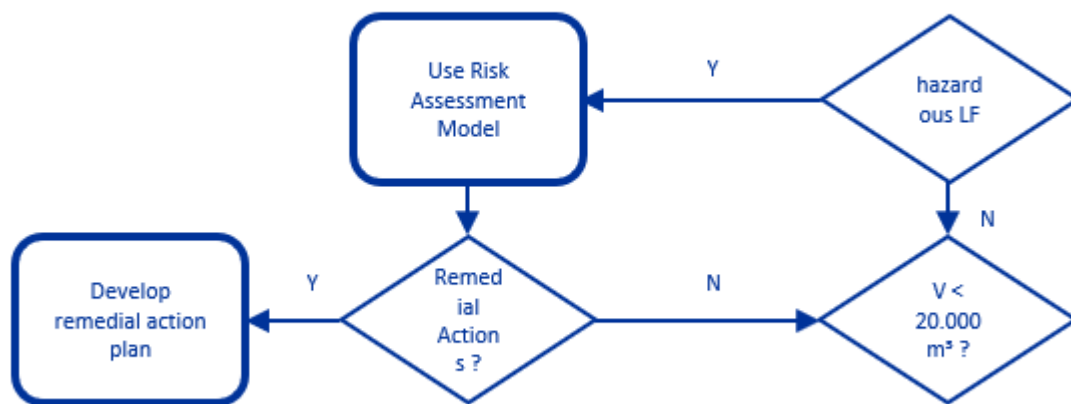 Use Risk
Assessment
Model
Y
hazard
ous LF
N
Develop
remedial action
plan
Y
Remed
ial
Action
s ?
N
V <
20.000
m³ ?